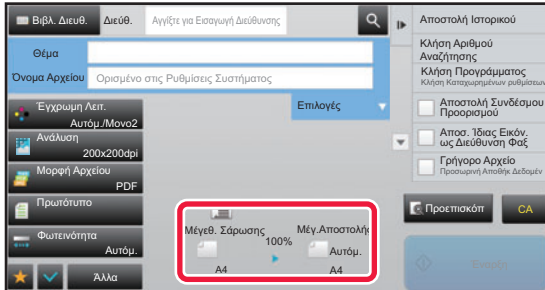 Βιβλ. Διευθ.
Διεύθ.
Αγγίξτε για Εισαγωγή Διεύθυνσης
Θέμα
Όνομα Αρχείου
Ορισμένο στις Ρυθμίσεις Συστήματος
Έγχρωμη Λειτ.
Αυτόμ./Μονο2
Ανάλυση
200x200dpi
Μορφή Αρχείου
PDF
Πρωτότυπο
Φωτεινότητα
Αυτόμ.
Άλλα
Επιλογές
Μέγεθ. Σάρωσης
A4
100%
Μέγ.Αποστολής
Αυτόμ.
A4
Αποστολή Ιστορικού
Κλήση Αριθμού
Αναζήτησης
Κλήση Προγράμματος
Κλήση Καταχωρημένων ρυθμίσεων
Αποστολή Συνδέσμου
Προορισμού
Αποσ. Ίδιας Εικόν.
ως Διεύθυνση Φαξ
Γρήγορο Αρχείο
Προσωρινή Αποθήκ Δεδομέν
Προεπισκόπ
CA
Έναρξη